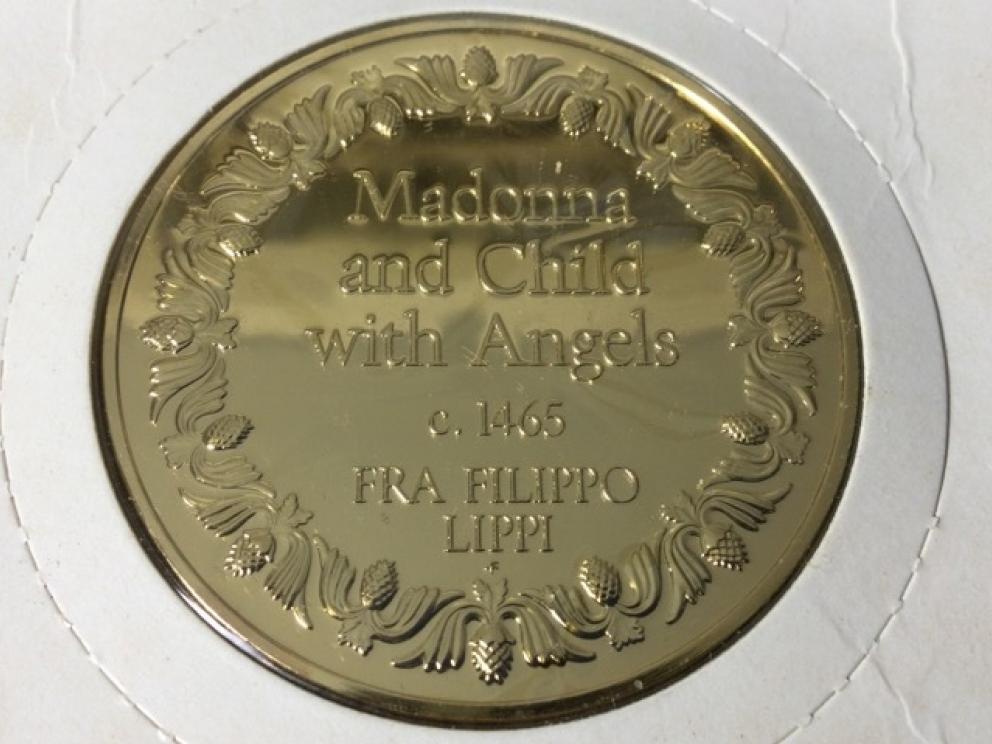 Madonna
and Child
with Angels
c. 1465
FRA FILIPPO
LIPPI